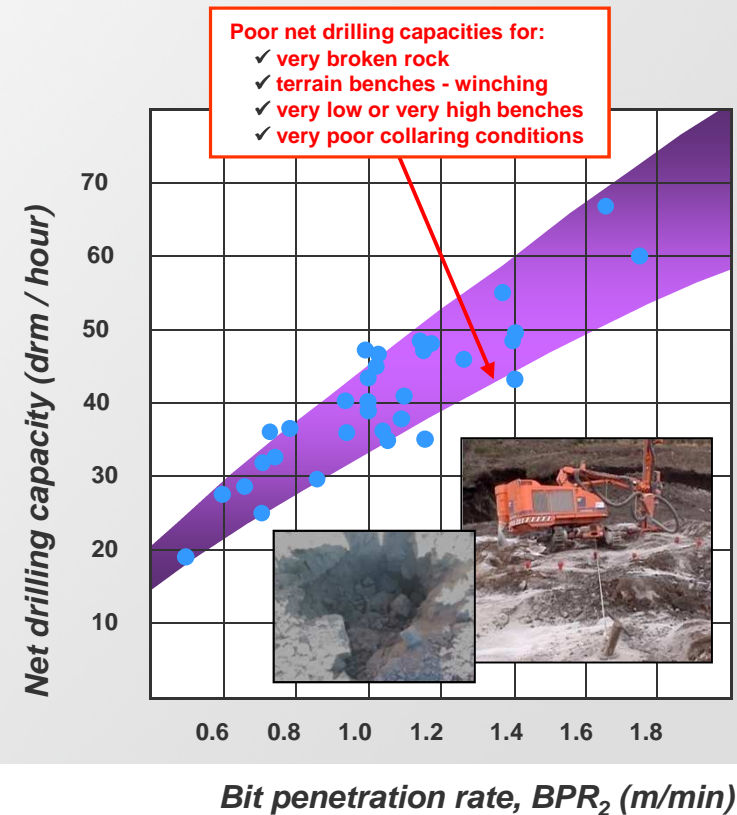 Poor net drilling capacities for:
✓ very broken rock
✓ terrain benches - winching
✓ very low or very high benches
✓ very poor collaring conditions
Net drilling capacity (drm / hour)
70
60
50
40
30
20
10
0.6 0.8 1.0 1.2 1.4 1.6 1.8
Bit penetration rate, BPR₂ (m/min)